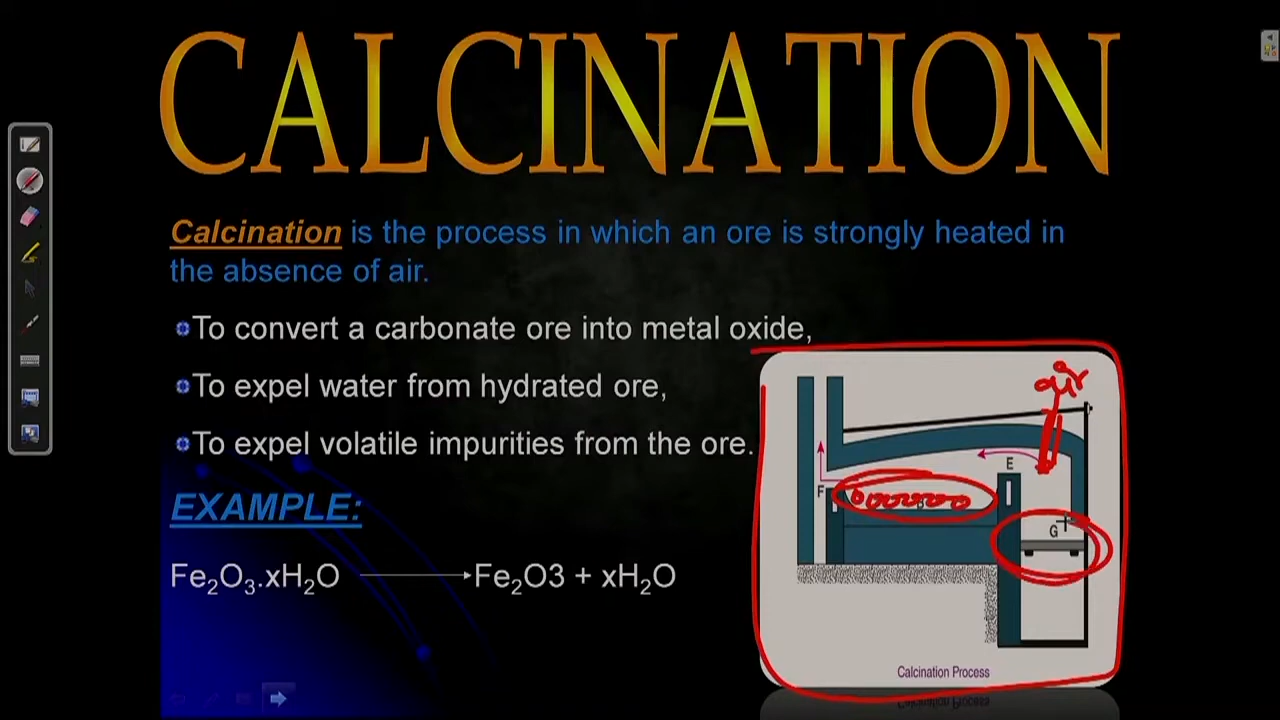 CALCINATION
Calcination is the process in which an ore is strongly heated in
the absence of air.
To convert a carbonate ore into metal oxide,
To expel water from hydrated ore,
To expel volatile impurities from the ore.
EXAMPLE:
Fe₂O₃.xH₂O → Fe₂O3 + xH₂O
air
E
F
G
Calcination Process